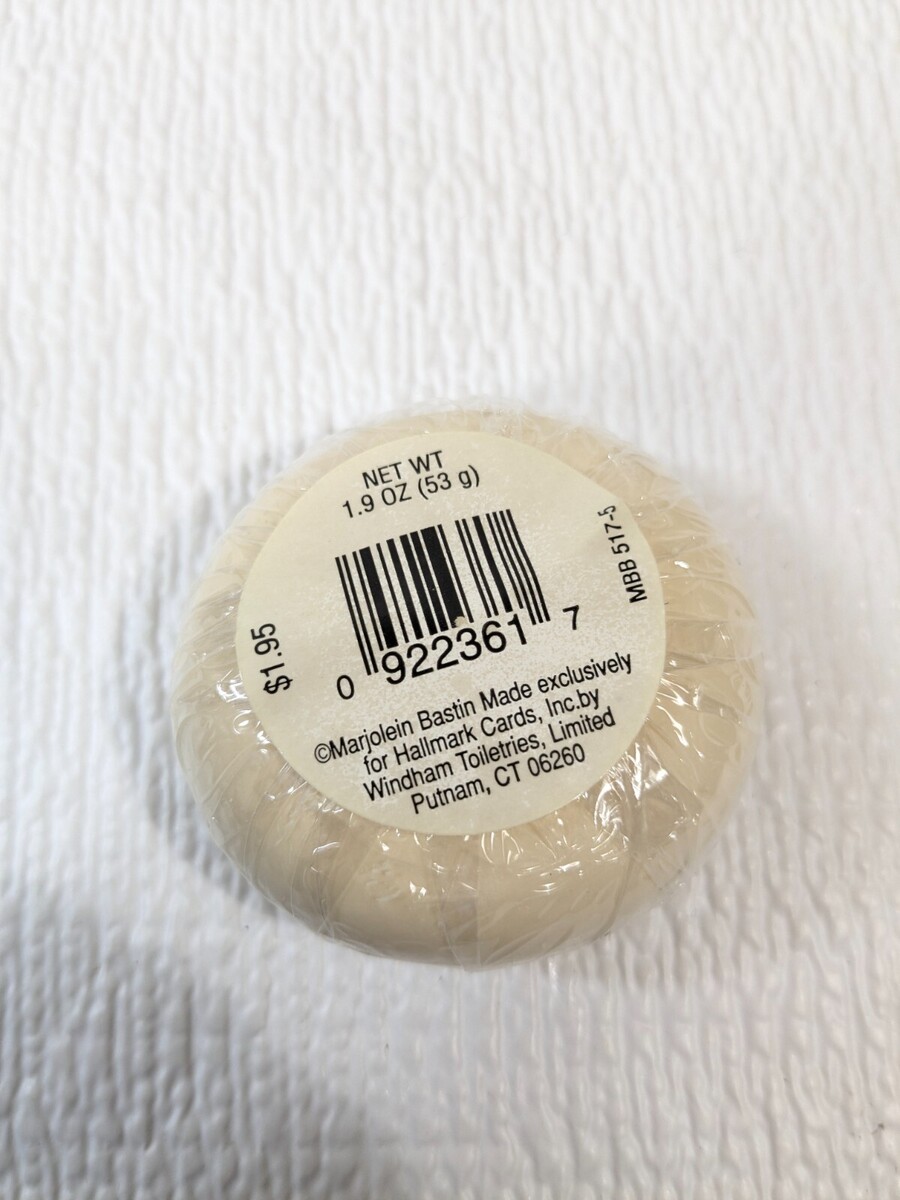 NET WT
1.9 OZ (53 g)
MBB 517-5
$1.95
0 922361 7
©Marjolein Bastin Made exclusively
for Hallmark Cards, Inc.by
Windham Toiletries, Limited
Putnam, CT 06260